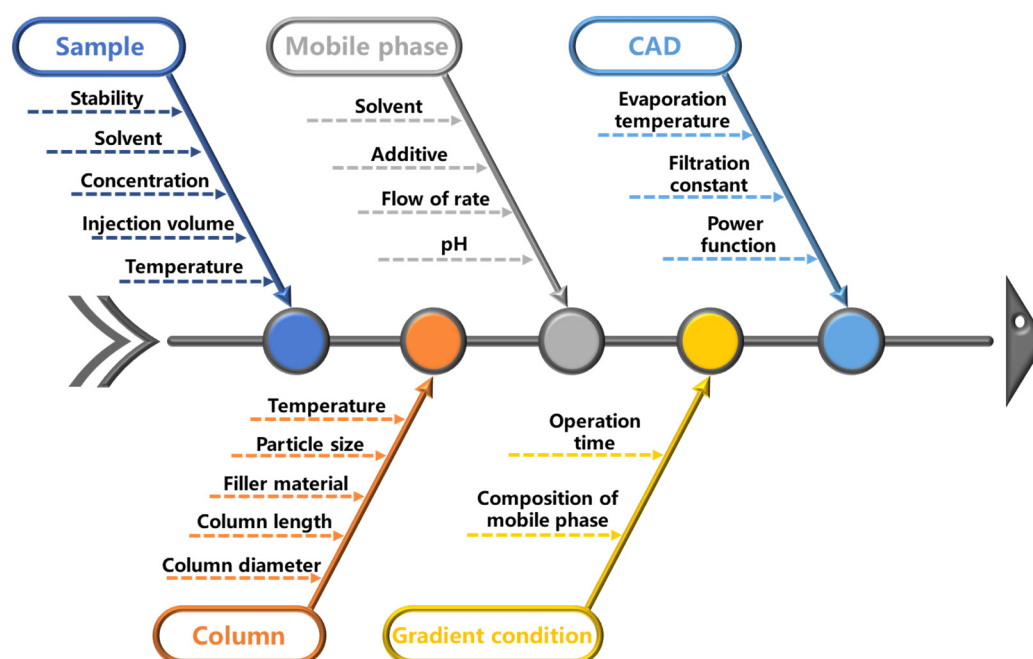 Sample
Stability
Solvent
Concentration
Injection volume
Temperature
Mobile phase
Solvent
Additive
Flow of rate
pH
CAD
Evaporation
temperature
Filtration
constant
Power
function
Temperature
Particle size
Filler material
Column length
Column diameter
Column
Operation
time
Composition of
mobile phase
Gradient condition